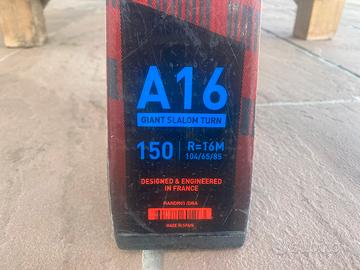 A16
GIANT SLALOM TURN
150
R=16M
104/65/85
DESIGNED & ENGINEERED
IN FRANCE
MADE IN SPAIN